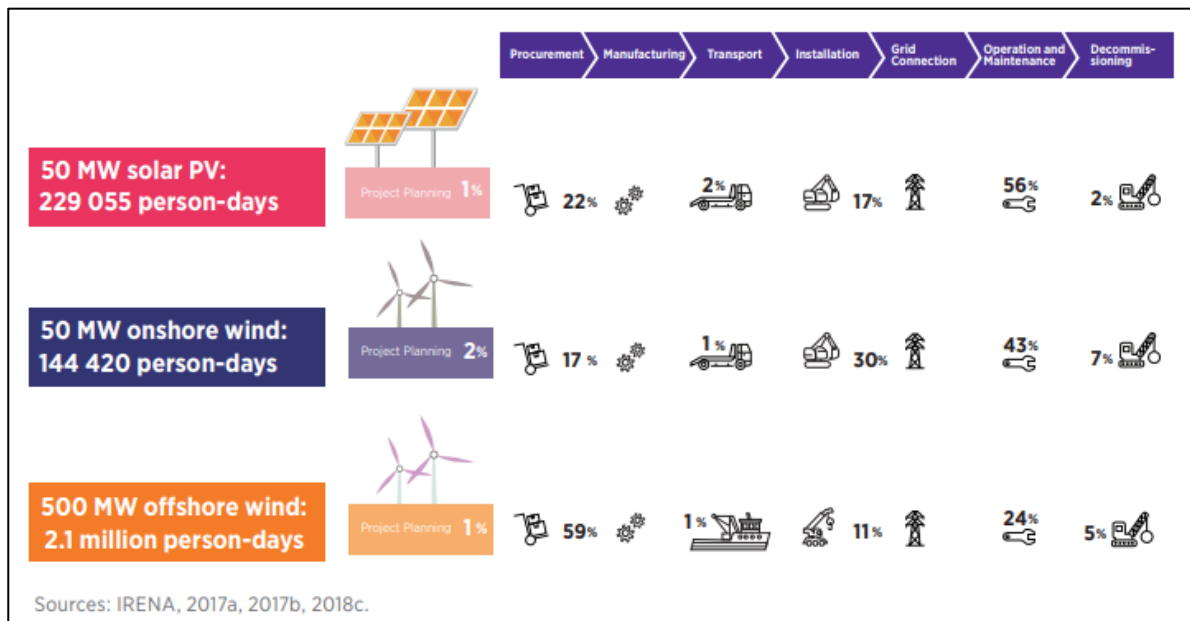 Procurement
Manufacturing
Transport
Installation
Grid
Connection
Operation and
Maintenance
Decommis-
sioning
50 MW solar PV:
229 055 person-days
Project Planning 1%
22%
2%
17%
56%
2%
50 MW onshore wind:
144 420 person-days
Project Planning 2%
17%
1%
30%
43%
7%
500 MW offshore wind:
2.1 million person-days
Project Planning 1%
59%
1%
11%
24%
5%
Sources: IRENA, 2017a, 2017b, 2018c.